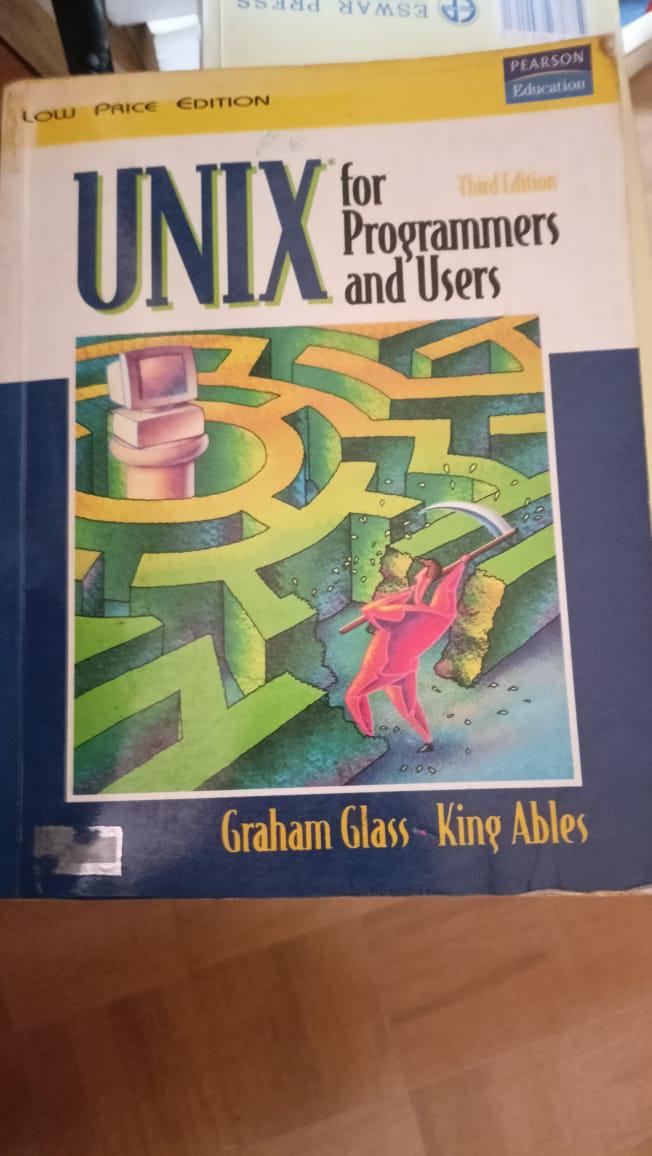 ESWAR PRESS
LOW PRICE EDITION
PEARSON
Education
UNIX® for
Programmers
and Users
Third Edition
Graham Glass King Ables